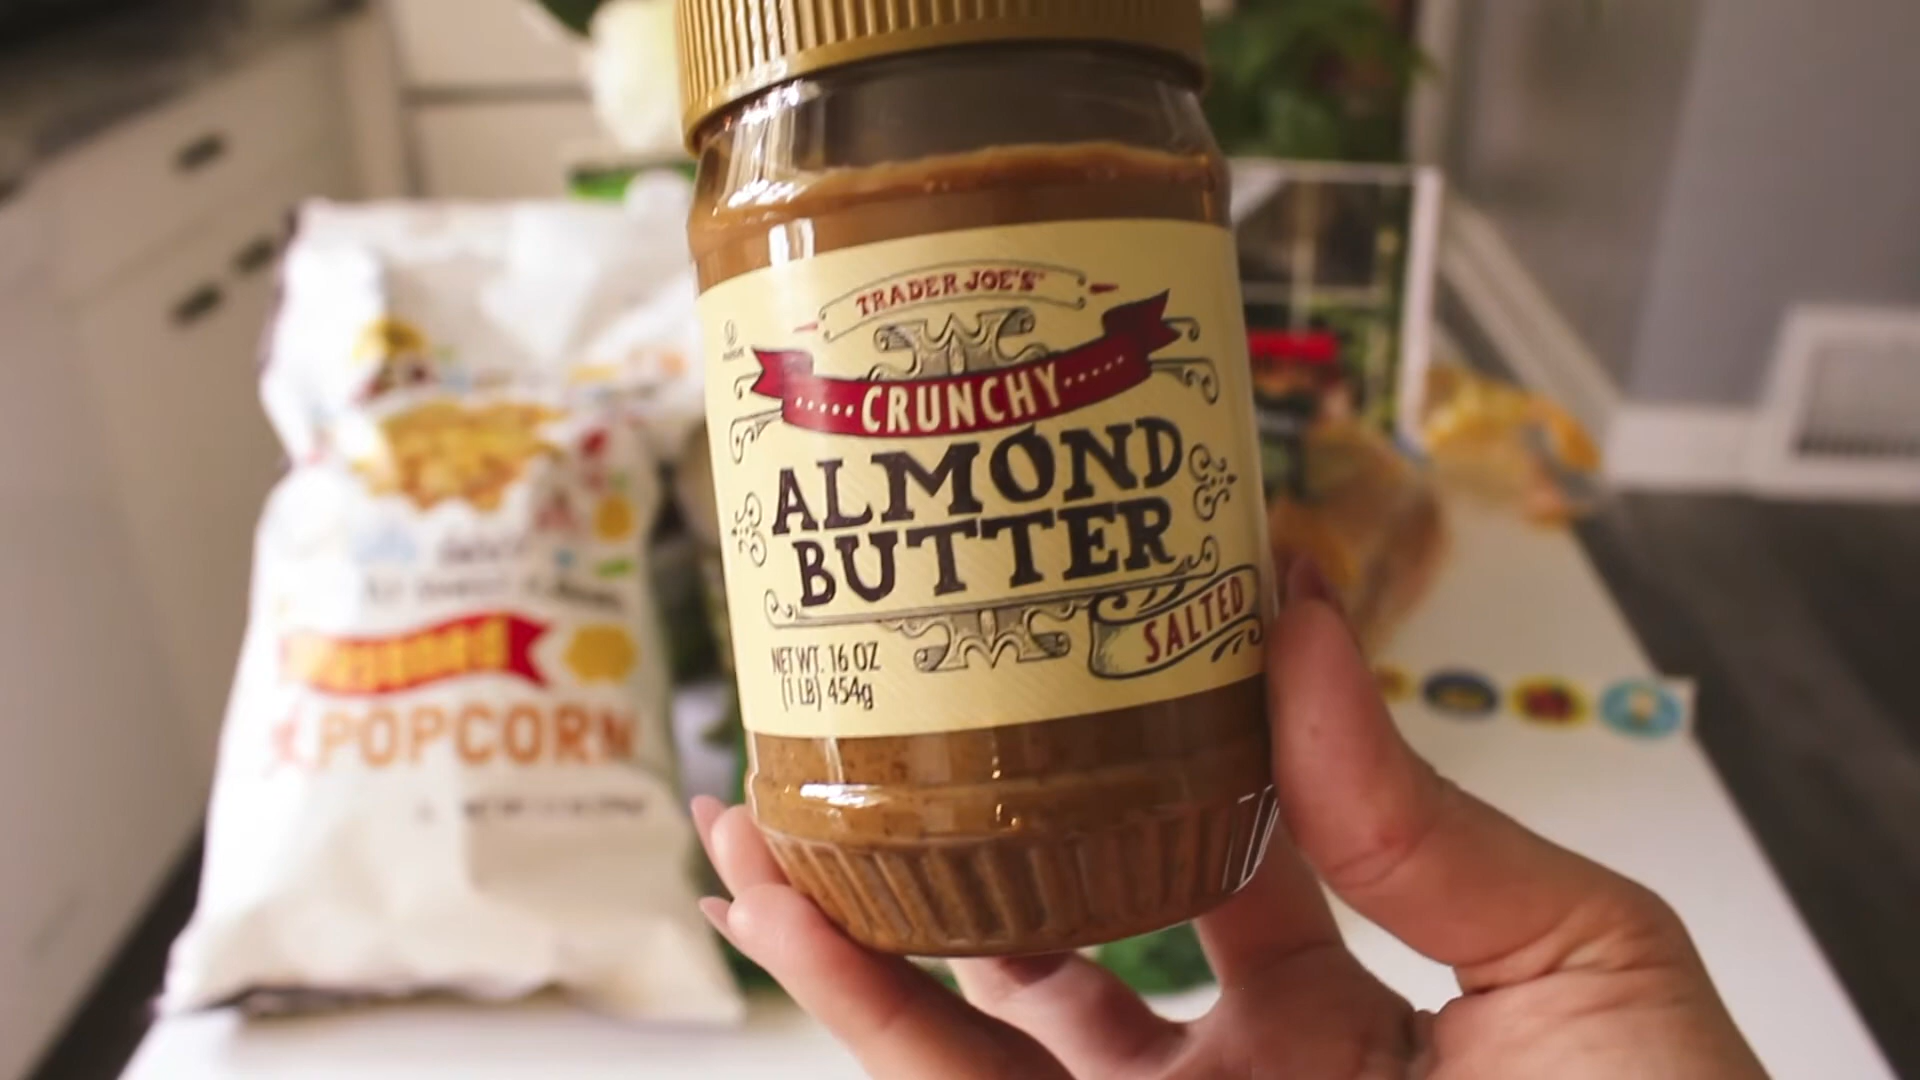 TRADER JOE'S
CRUNCHY
ALMOND
BUTTER
SALTED
NET WT. 16 OZ
(1 LB) 454g
POPCORN